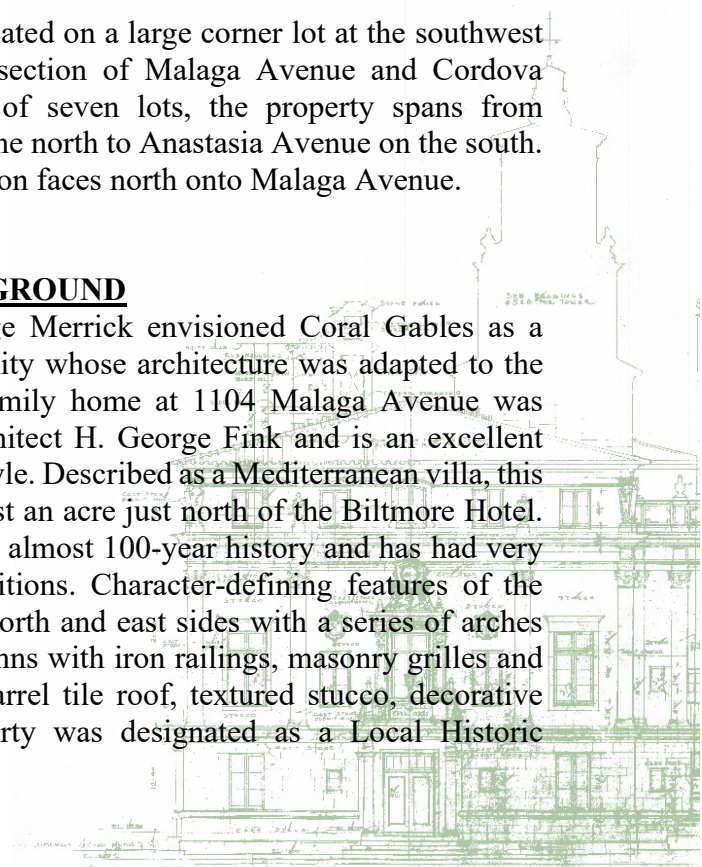 ated on a large corner lot at the southwest
section of Malaga Avenue and Cordova
of seven lots, the property spans from
ne north to Anastasia Avenue on the south.
on faces north onto Malaga Avenue.
GROUND
ge Merrick envisioned Coral Gables as a
ity whose architecture was adapted to the
amily home at 1104 Malaga Avenue was
hitect H. George Fink and is an excellent
yle. Described as a Mediterranean villa, this
st an acre just north of the Biltmore Hotel.
almost 100-year history and has had very
itions. Character-defining features of the
orth and east sides with a series of arches
nns with iron railings, masonry grilles and
arrel tile roof, textured stucco, decorative
rty was designated as a Local Historic